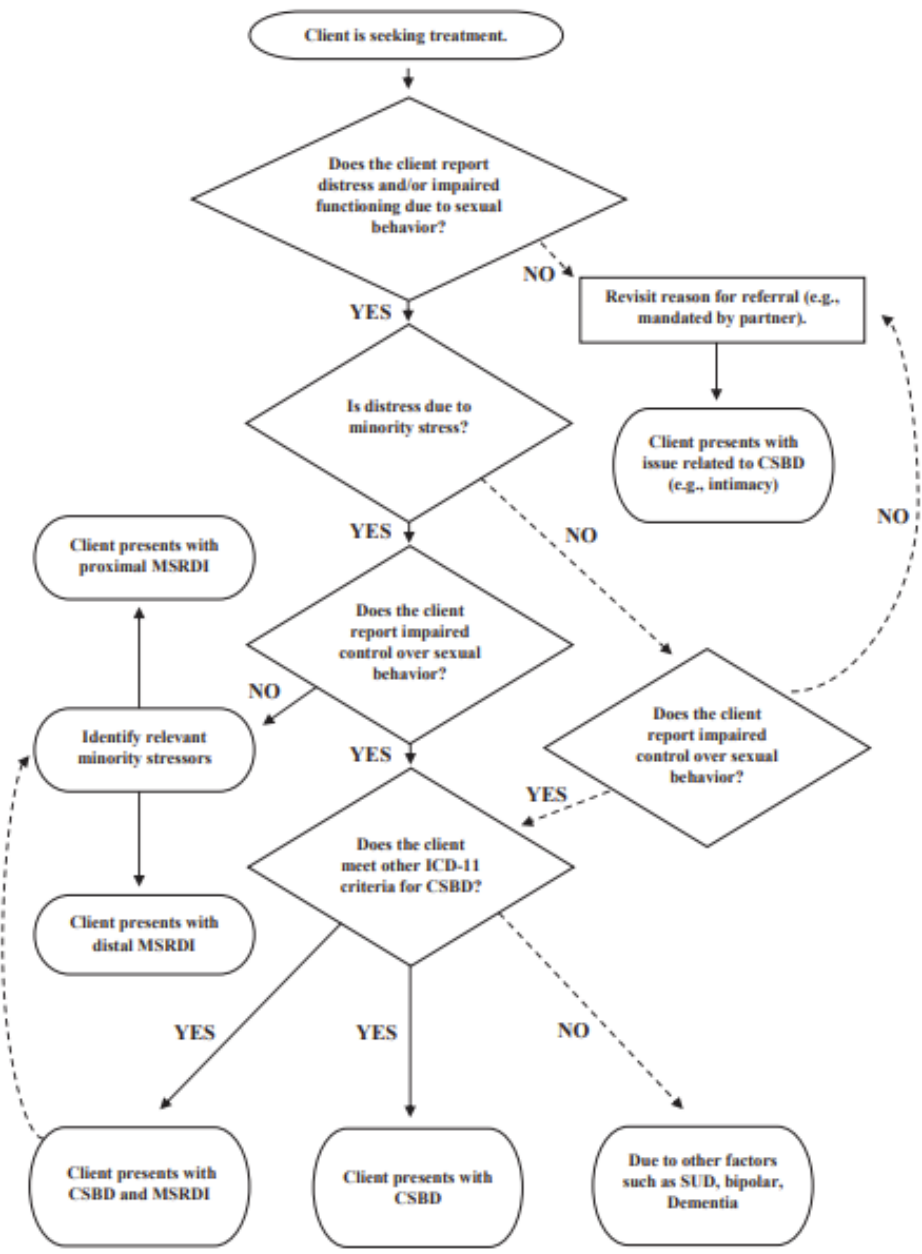 Client is seeking treatment.
Does the client report
distress and/or impaired
functioning due to sexual
behavior?
NO
YES
Revisit reason for referral (e.g.,
mandated by partner).
Is distress due to
minority stress?
Client presents with
issue related to CSBD
(e.g., intimacy)
NO
YES
NO
Client presents with
proximal MSRDI
Does the client
report impaired
control over sexual
behavior?
NO
YES
Identify relevant
minority stressors
Does the client
report impaired
control over sexual
behavior?
YES
Does the client
meet other ICD-11
criteria for CSBD?
Client presents with
distal MSRDI
YES
YES
NO
Client presents with
CSBD and MSRDI
Client presents with
CSBD
Due to other factors
such as SUD, bipolar,
Dementia